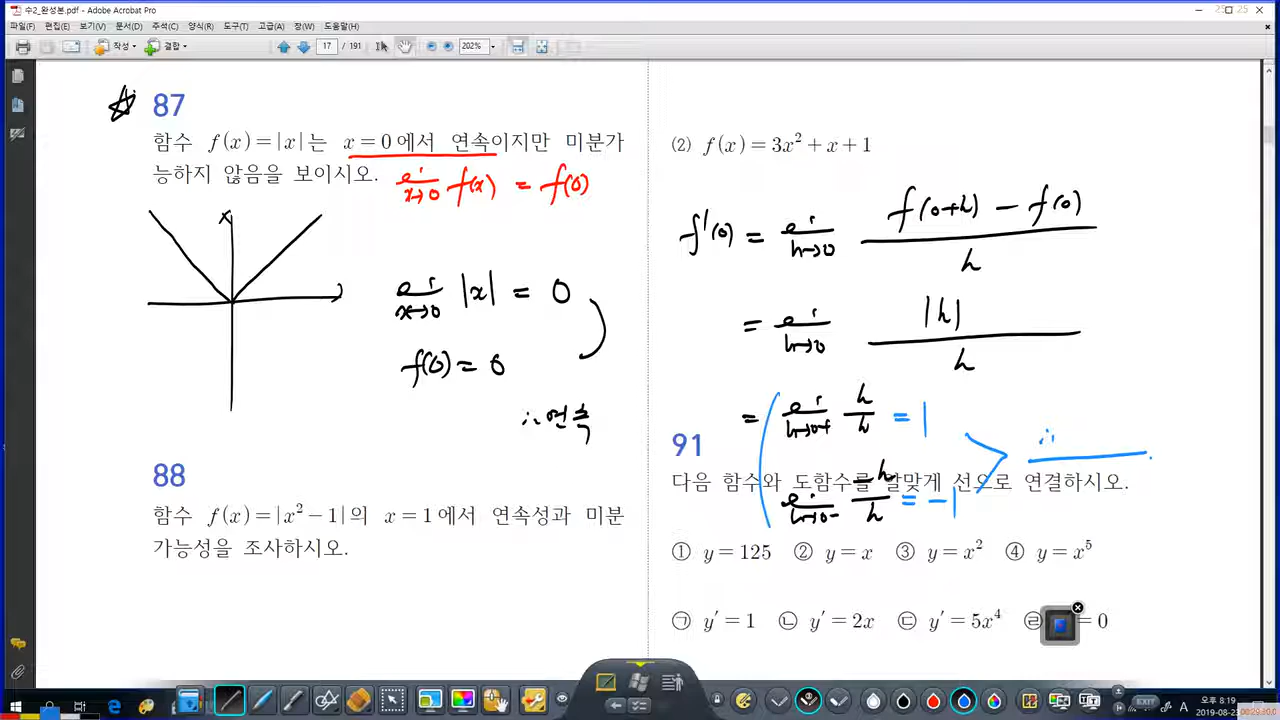 수2_완성본.pdf - Adobe Acrobat Pro
파일(F) 편집(E) 보기(V) 문서(D) 주석(C) 양식(R) 도구(T) 고급(A) 창(W) 도움말(H)
작성 결합 17 / 191 202%
87
함수 f(x)=|x|는 x=0에서 연속이지만 미분가
능하지 않음을 보이시오.
lim x→0 f(x) = f(0)
x
lim x→0 |x| = 0
f(0) = 0
∴ 연속
88
함수 f(x)=|x²-1|의 x=1에서 연속성과 미분
가능성을 조사하시오.
(2) f(x)=3x²+x+1
f'(0) = lim h→0 f(0+h) - f(0) / h
= lim h→0 |h| / h
= lim h→0+ h/h = 1
lim h→0- -h/h = -1
∴
91
다음 함수와 도함수를 알맞게 선으로 연결하시오.
① y=125 ② y=x ③ y=x² ④ y=x⁵
㉠ y'=1 ㉡ y'=2x ㉢ y'=5x⁴ ㉣ =0
EXIT A 오후 8:19